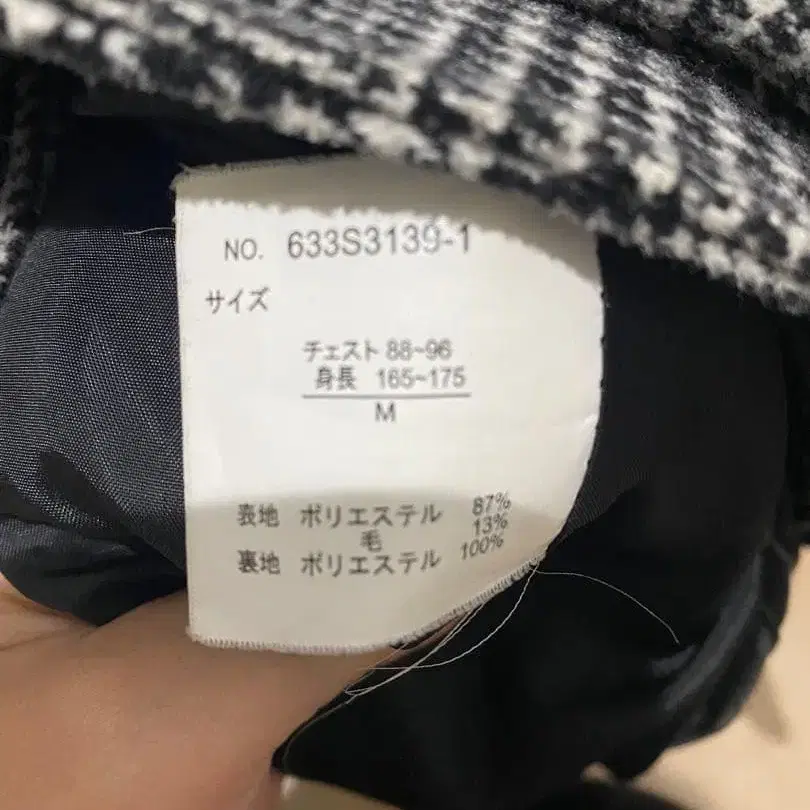 NO. 633S3139-1
サイズ
チェスト 88~96
身長 165~175
M
表地 ポリエステル 87%
毛 13%
裏地 ポリエステル 100%